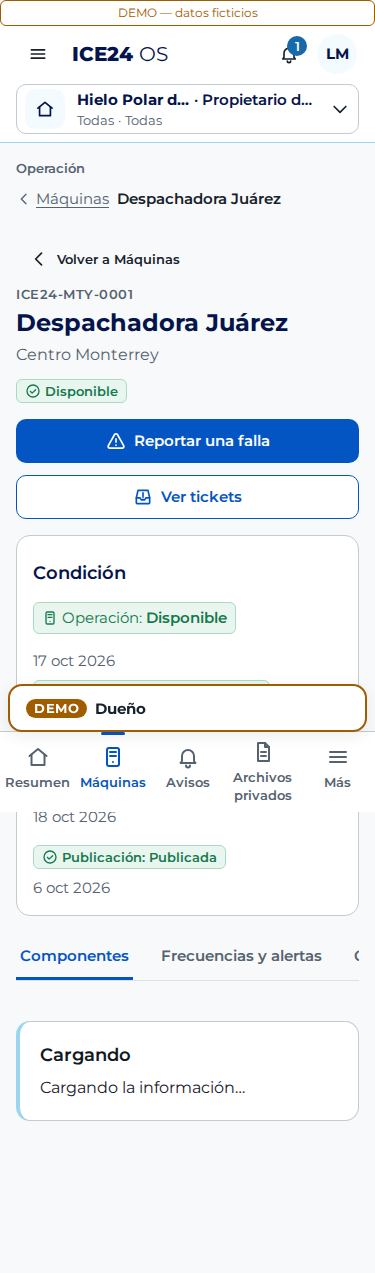 DEMO — datos ficticios
ICE24 OS
1
LM
Hielo Polar d... · Propietario d...
Todas · Todas
Operación
Máquinas Despachadora Juárez
Volver a Máquinas
ICE24-MTY-0001
Despachadora Juárez
Centro Monterrey
Disponible
Reportar una falla
Ver tickets
Condición
Operación: Disponible
17 oct 2026
DEMO Dueño
Resumen
Máquinas
Avisos
Archivos privados
Más
18 oct 2026
Publicación: Publicada
6 oct 2026
Componentes
Frecuencias y alertas
Cargando
Cargando la información...